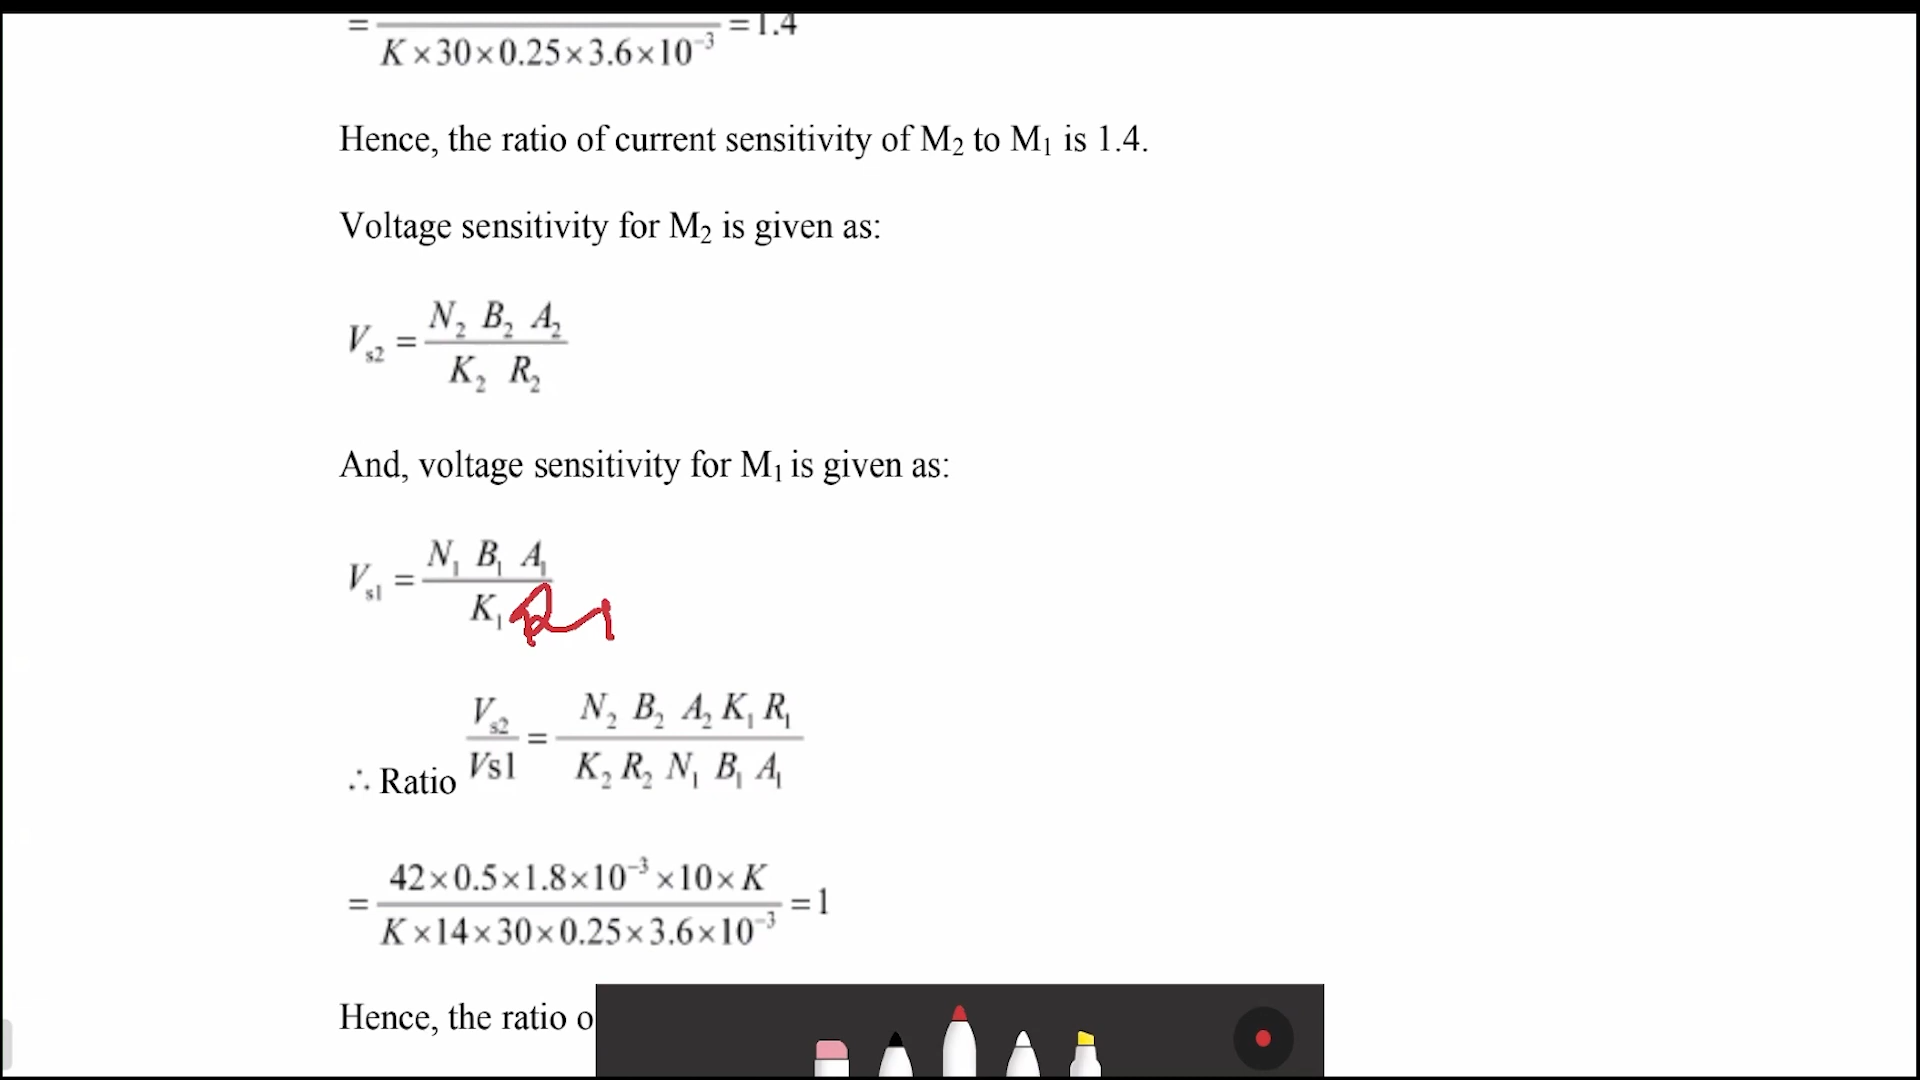 = / K×30×0.25×3.6×10⁻³ = 1.4
Hence, the ratio of current sensitivity of M₂ to M₁ is 1.4.
Voltage sensitivity for M₂ is given as:
Vₛ₂ = N₂ B₂ A₂ / K₂ R₂
And, voltage sensitivity for M₁ is given as:
Vₛ₁ = N₁ B₁ A₁ / K₁ R₁
∴ Ratio Vₛ₂ / Vs1 = N₂ B₂ A₂ K₁ R₁ / K₂ R₂ N₁ B₁ A₁
= 42×0.5×1.8×10⁻³×10×K / K×14×30×0.25×3.6×10⁻³ = 1
Hence, the ratio o